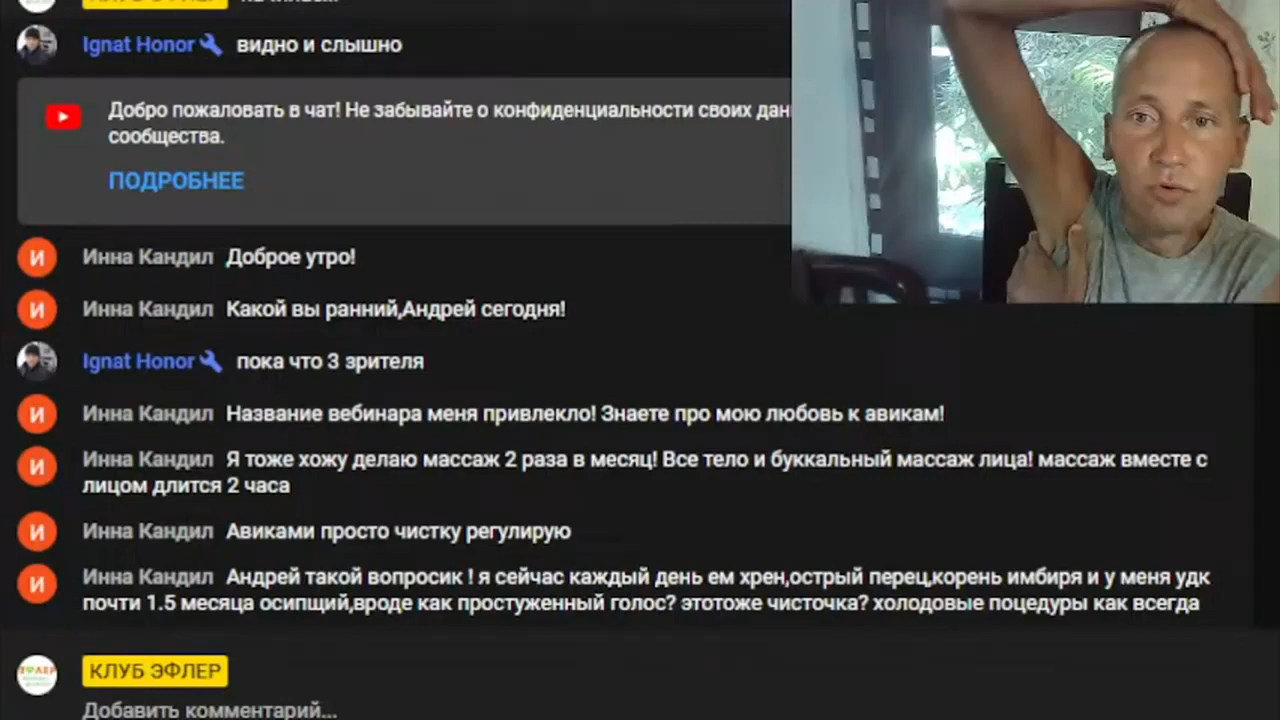 КЛУБ ЭФЛЕР
Ignat Honor видно и слышно
Добро пожаловать в чат! Не забывайте о конфиденциальности своих дан
сообщества.
ПОДРОБНЕЕ
И Инна Кандил Доброе утро!
И Инна Кандил Какой вы ранний,Андрей сегодня!
Ignat Honor пока что 3 зрителя
И Инна Кандил Название вебинара меня привлекло! Знаете про мою любовь к авикам!
И Инна Кандил Я тоже хожу делаю массаж 2 раза в месяц! Все тело и буккальный массаж лица! массаж вместе с
лицом длится 2 часа
И Инна Кандил Авиками просто чистку регулирую
И Инна Кандил Андрей такой вопросик ! я сейчас каждый день ем хрен,острый перец,корень имбиря и у меня удк
почти 1.5 месяца осипщий,вроде как простуженный голос? этотоже чисточка? холодовые поцедуры как всегда
ЭФЛЕР
КЛУБ ЭФЛЕР
Добавить комментарий...